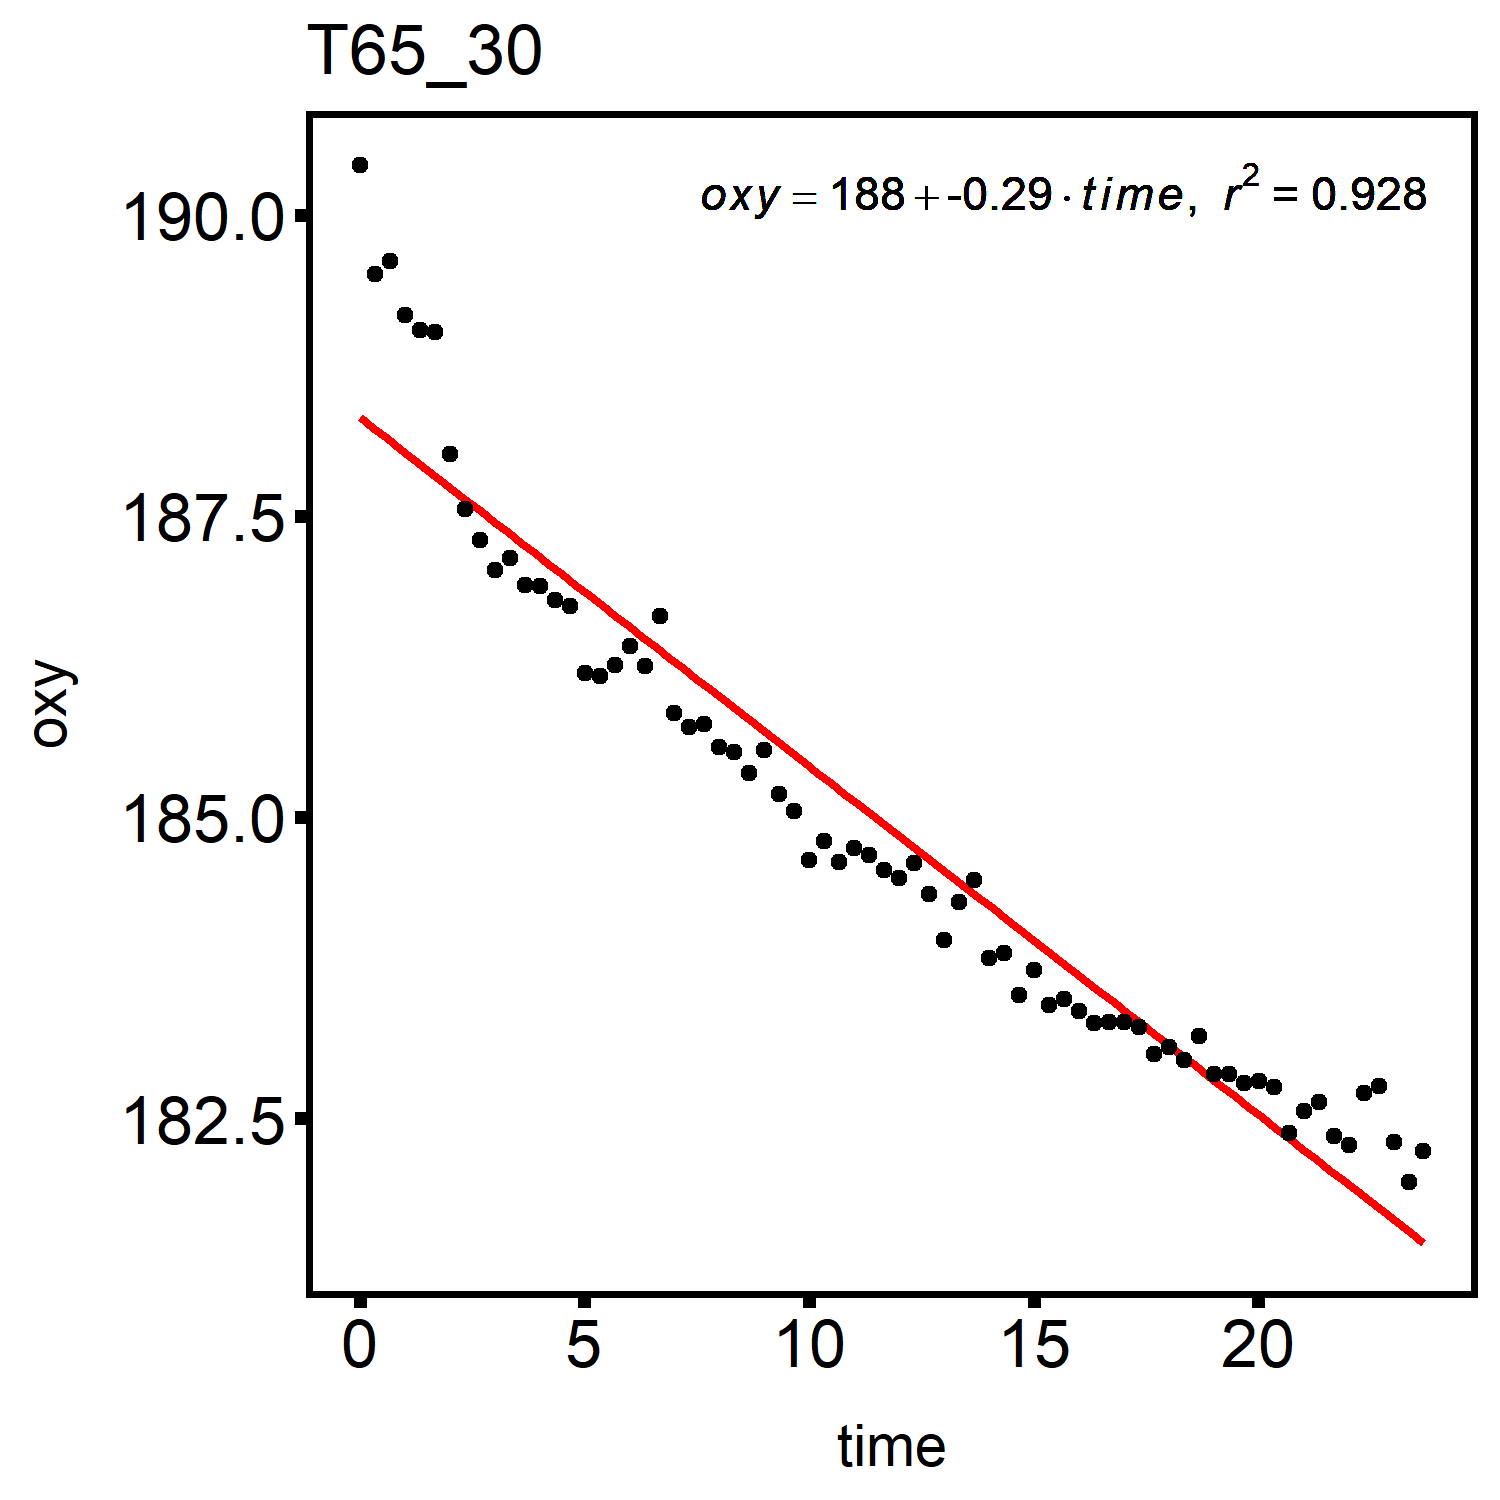 T65_30
oxy = 188 + -0.29 · time, r² = 0.928
190.0
187.5
185.0
182.5
oxy
0 5 10 15 20
time